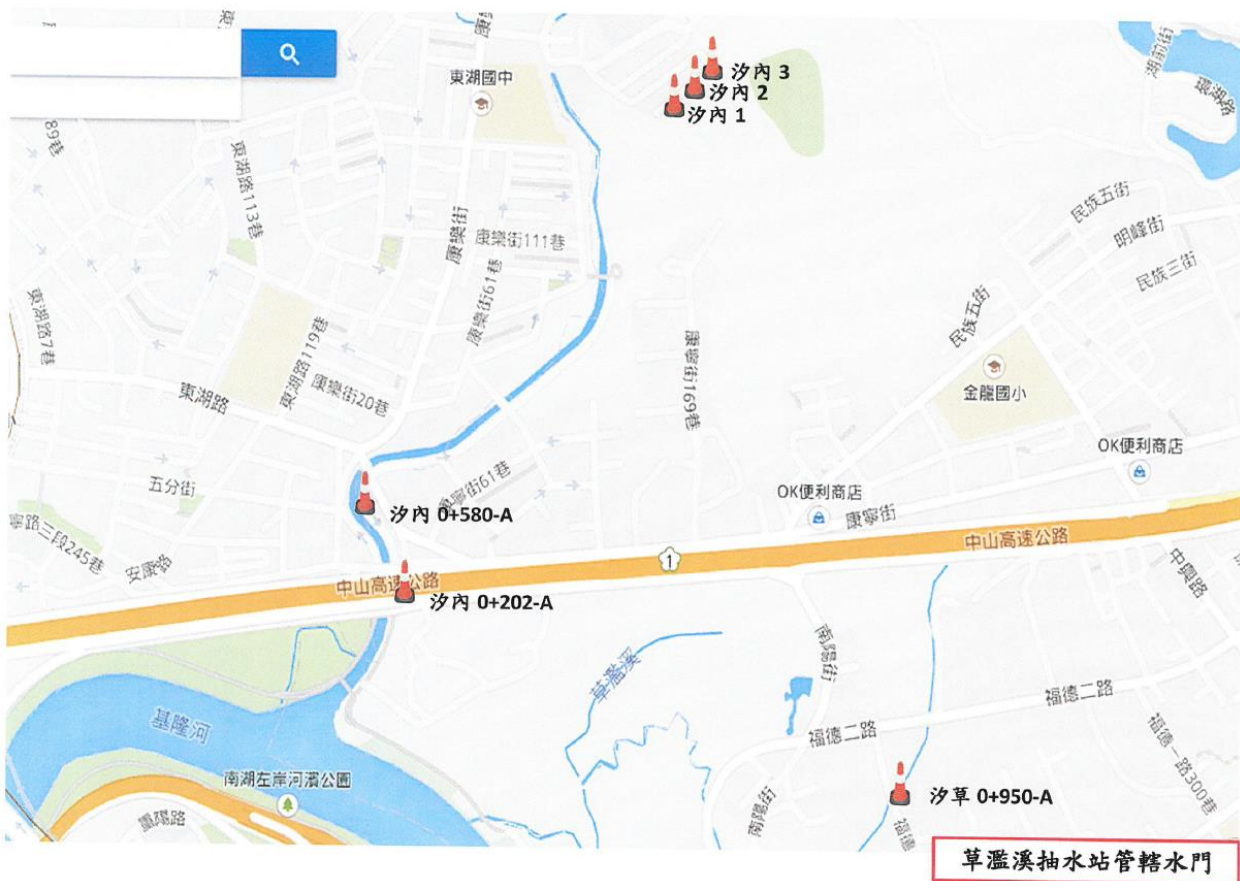 康
東湖國中
汐內 3
汐內 2
汐內 1
湖前街
89巷
東湖路113巷
康樂街
康樂街111巷
康樂街61巷
民族五街
明峰街
民族三街
東湖路7巷
東湖路119巷
康寧街169巷
民族五街
金龍國小
東湖路
康樂街20巷
OK便利商店
五分街
康寧街61巷
OK便利商店
汐內 0+580-A
康寧街
寧路三段245巷
安興路
中山高速公路
1
中山高速公路
中興路
汐內 0+202-A
南陽街
草濫溪
福德二路
基隆河
福德二路
福德一路300巷
南湖左岸河濱公園
南陽街
汐草 0+950-A
福德
草濫溪抽水站管轄水門